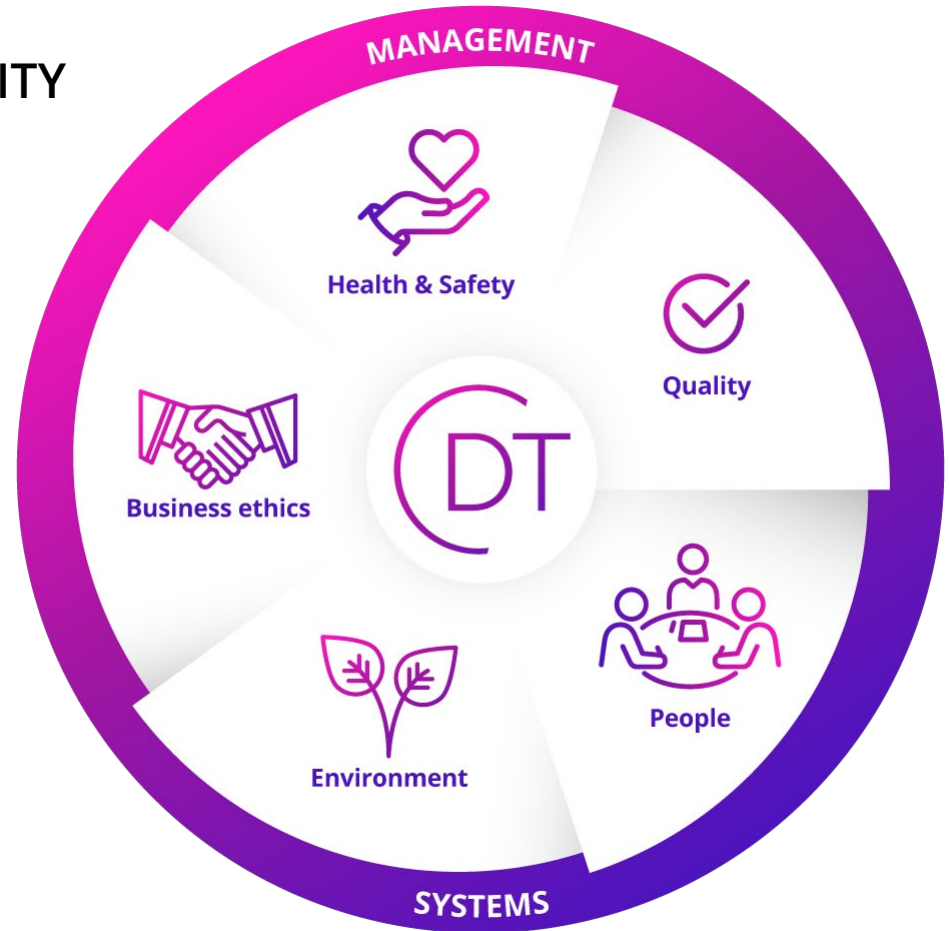 ITY
MANAGEMENT
Health & Safety
Quality
Business ethics
DT
People
Environment
SYSTEMS